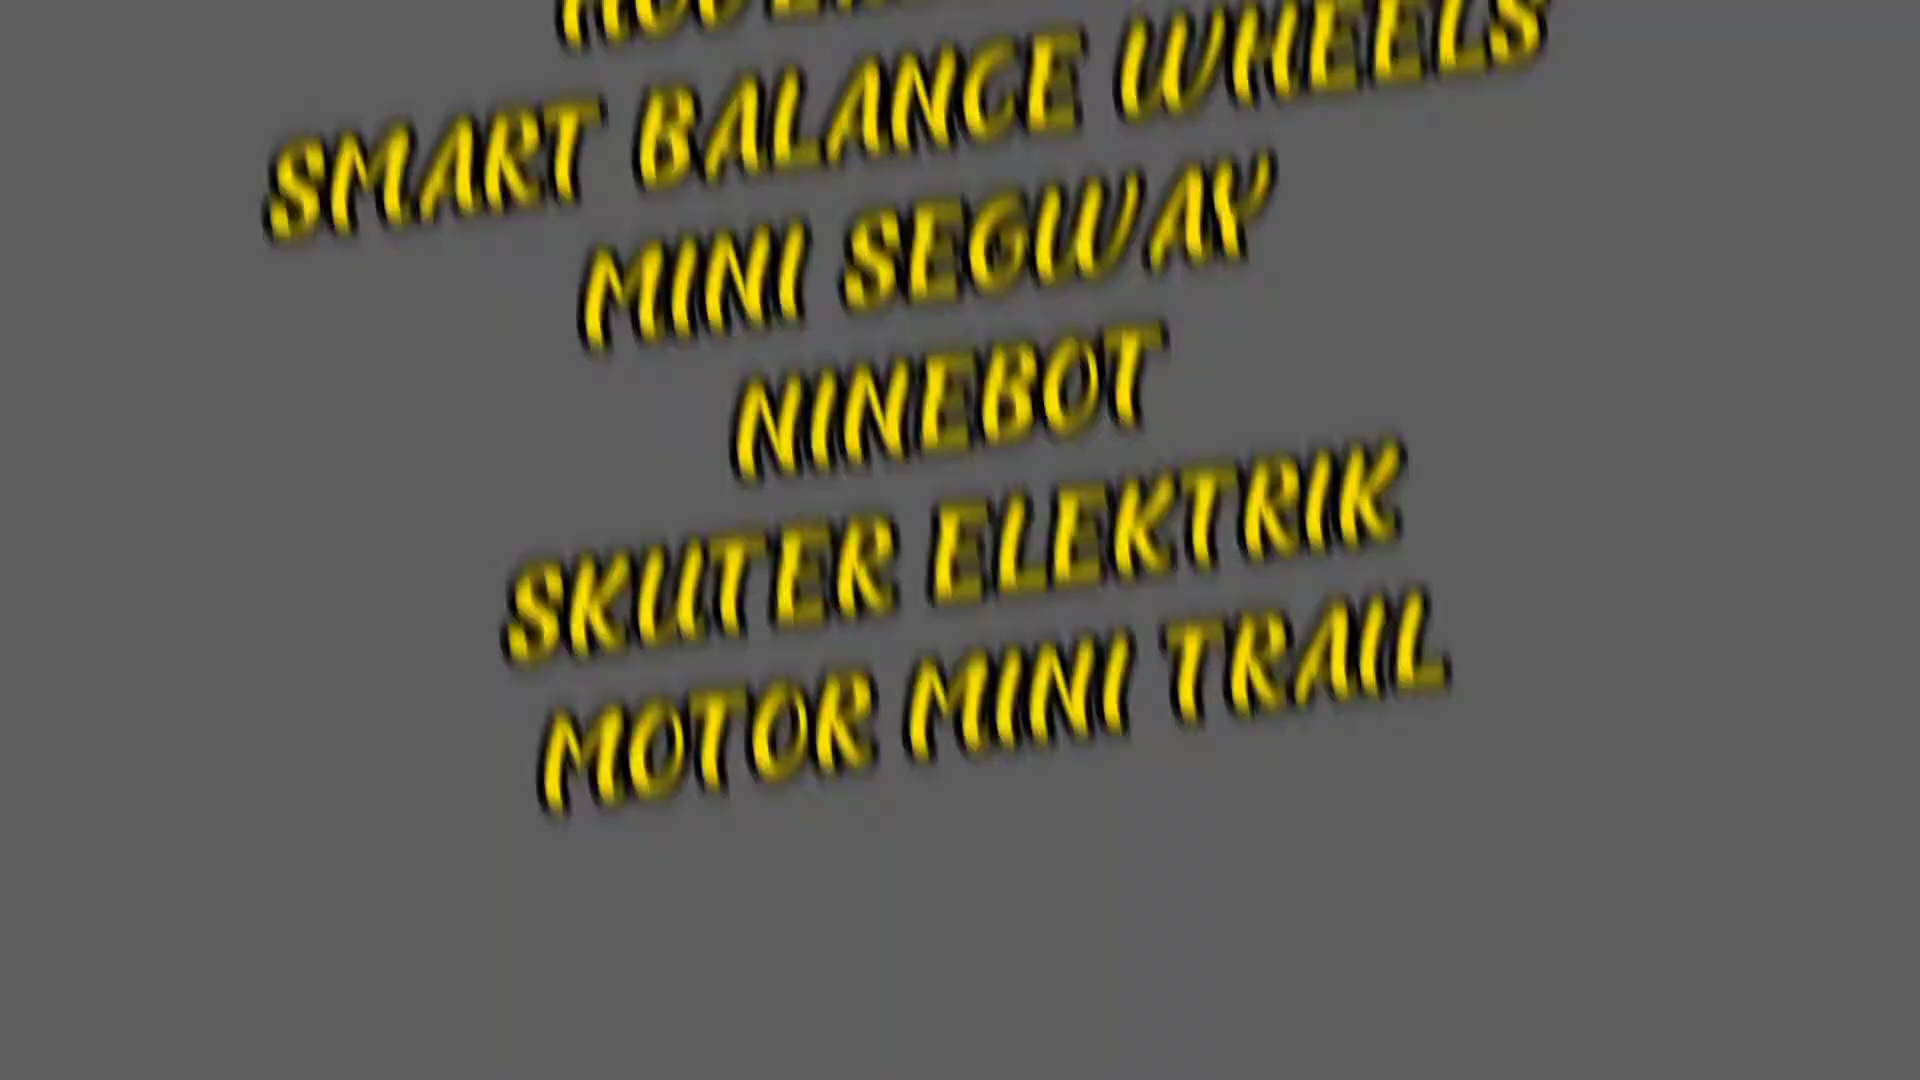 SMART BALANCE WHEELS
MINI SEGWAY
NINEBOT
SKUTER ELEKTRIK
MOTOR MINI TRAIL